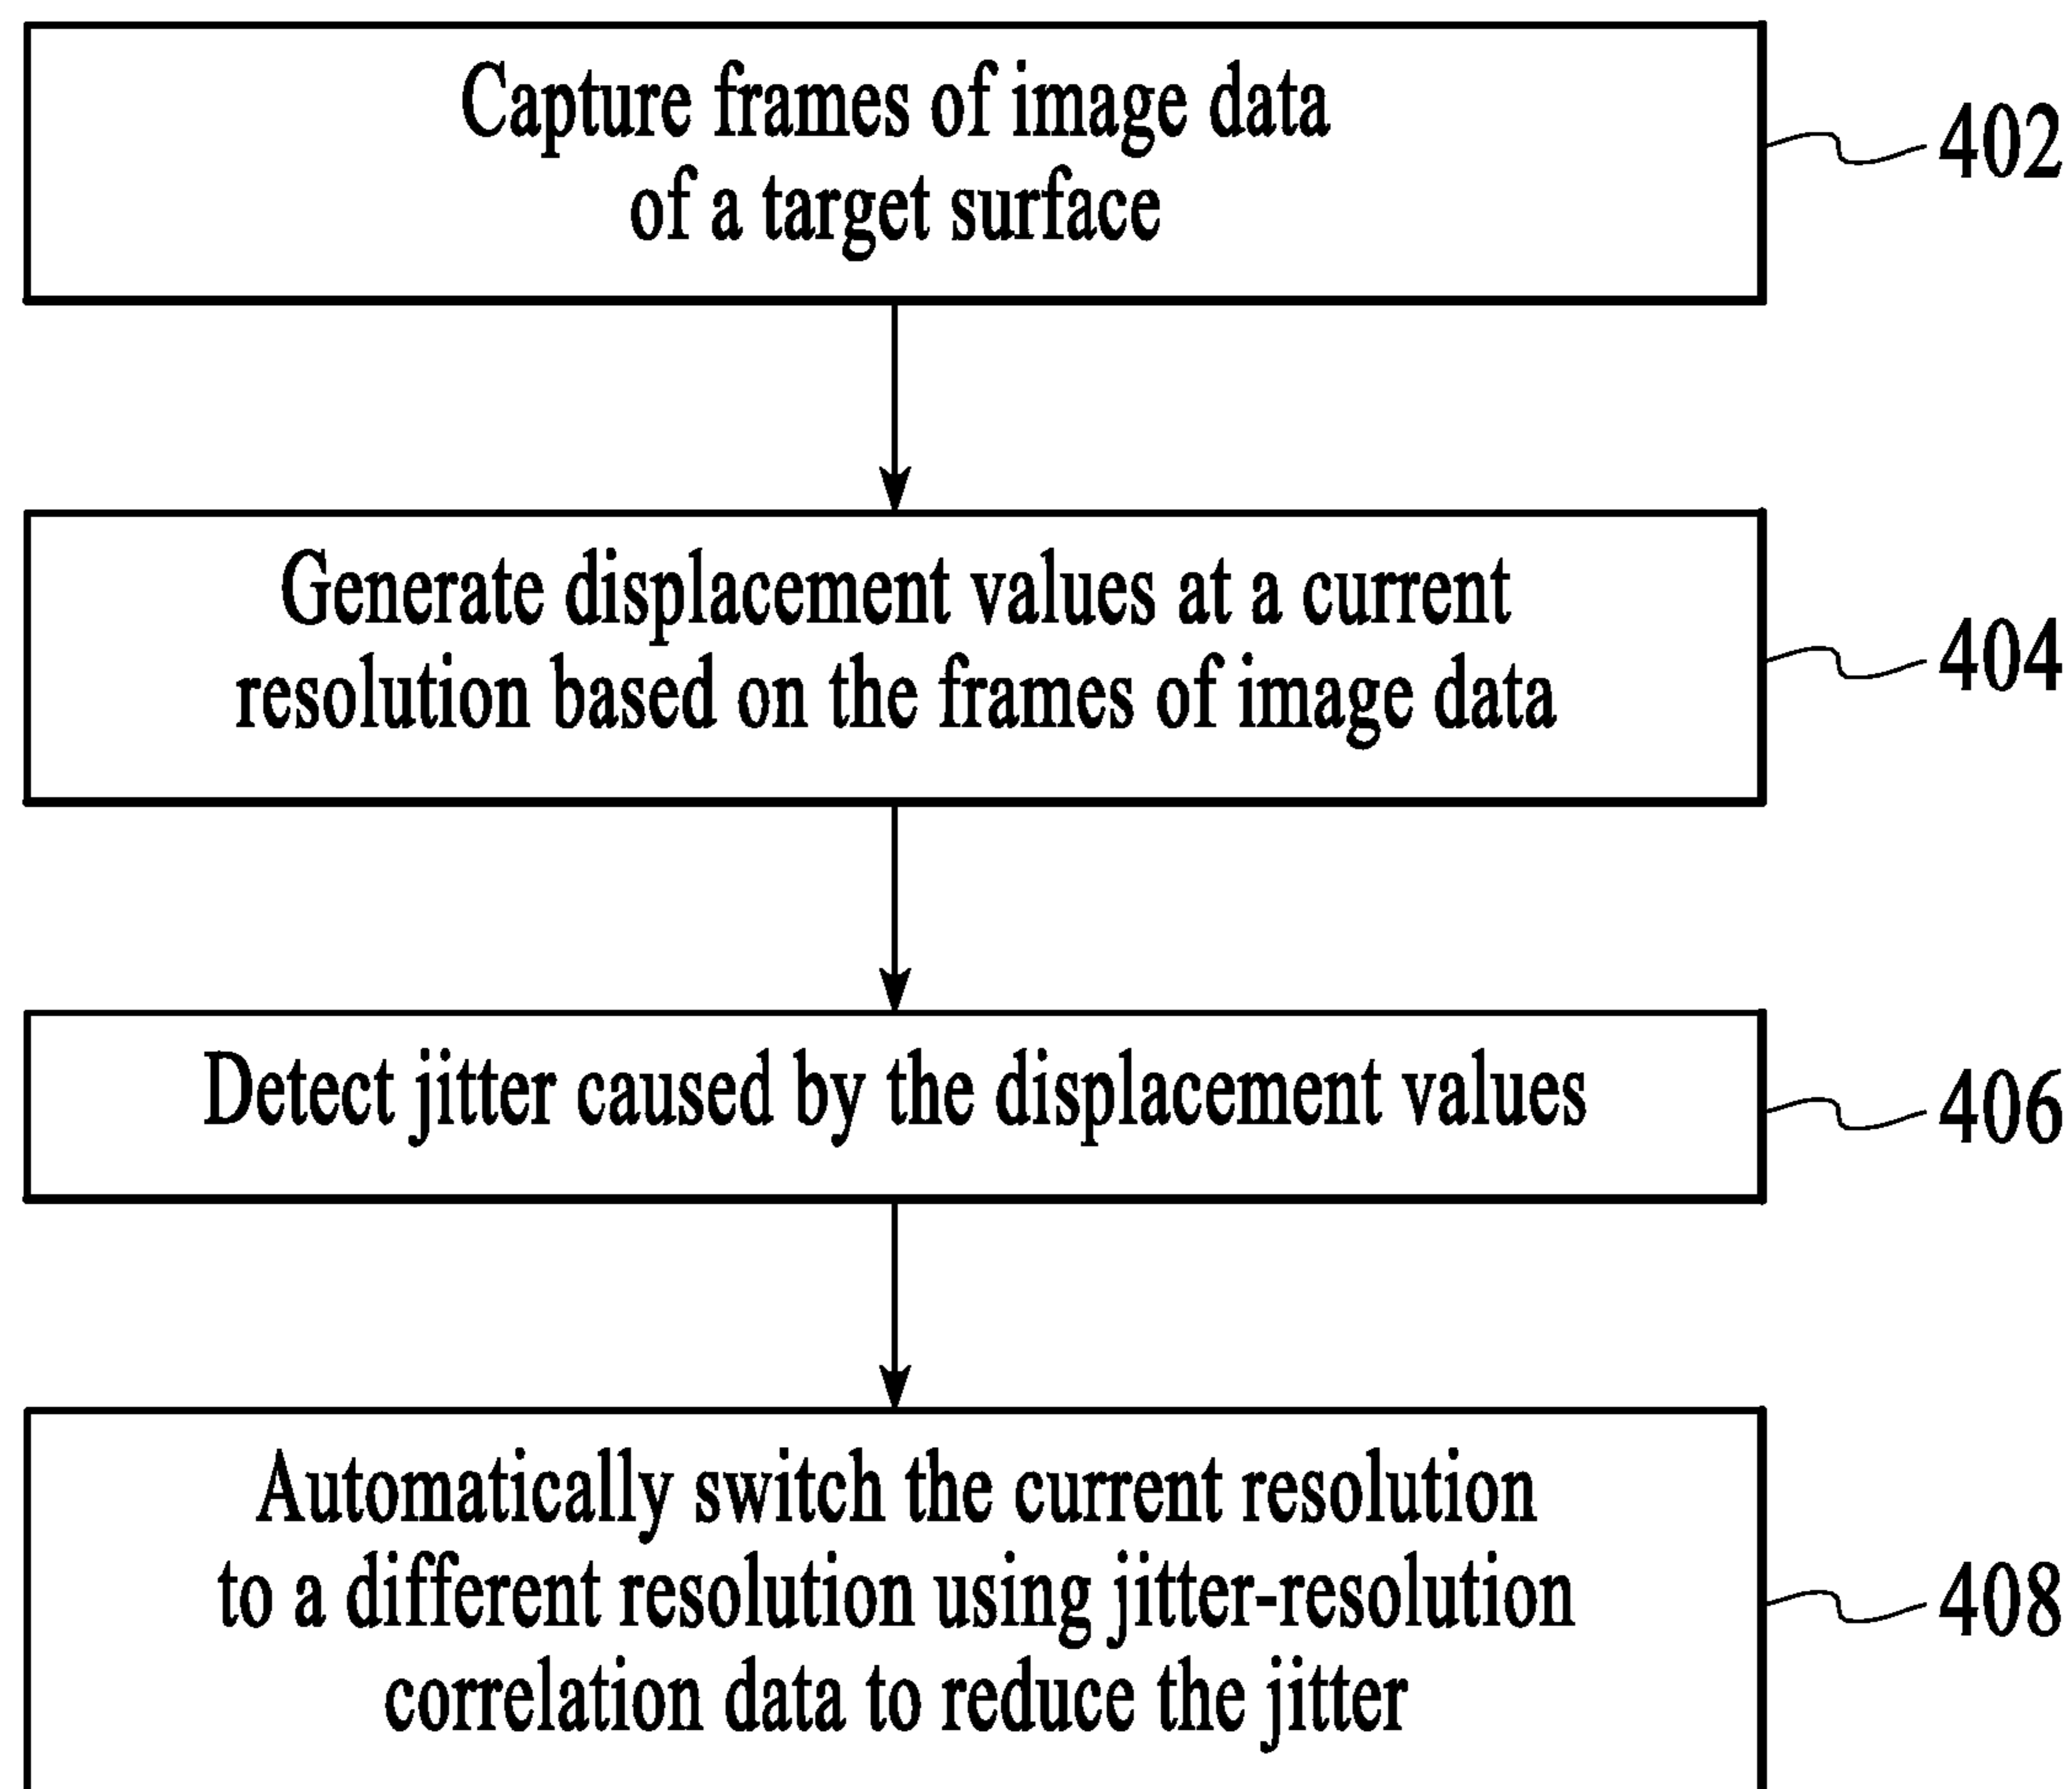 Capture frames of image data
of a target surface
402
Generate displacement values at a current
resolution based on the frames of image data
404
Detect jitter caused by the displacement values
406
Automatically switch the current resolution
to a different resolution using jitter-resolution
correlation data to reduce the jitter
408